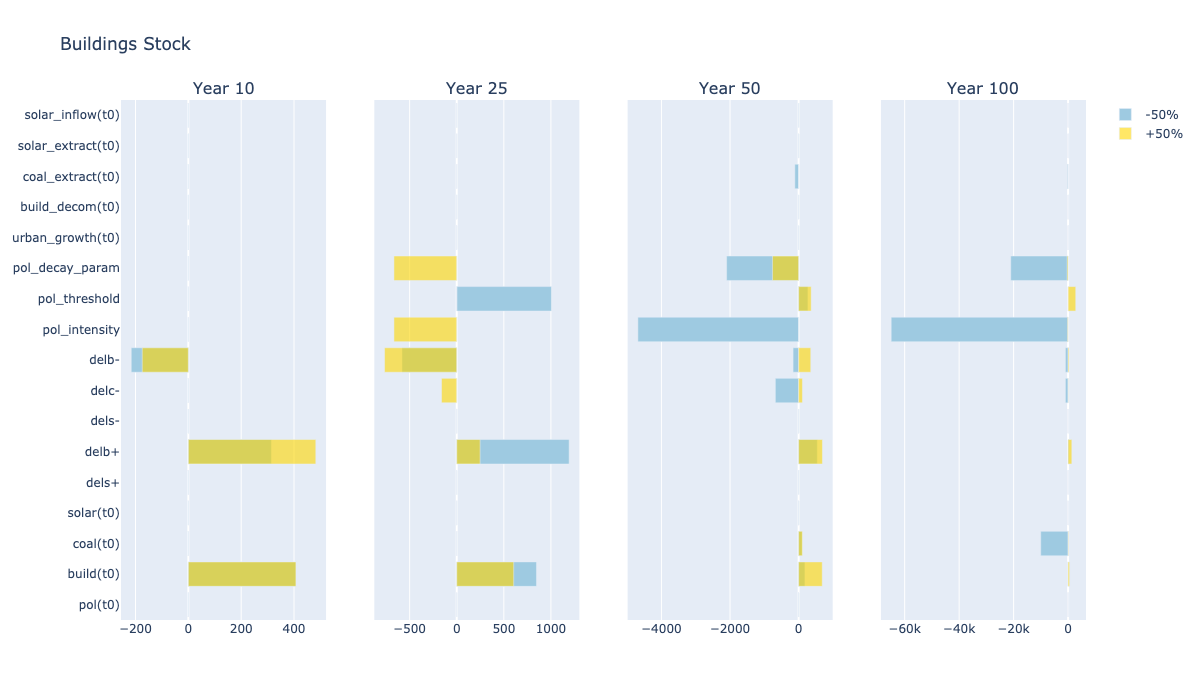 Buildings Stock
Year 10
Year 25
Year 50
Year 100
-50%
+50%
solar_inflow(t0)
solar_extract(t0)
coal_extract(t0)
build_decom(t0)
urban_growth(t0)
pol_decay_param
pol_threshold
pol_intensity
delb-
delc-
dels-
delb+
dels+
solar(t0)
coal(t0)
build(t0)
pol(t0)
−200 0 200 400
−500 0 500 1000
−4000 −2000 0
−60k −40k −20k 0